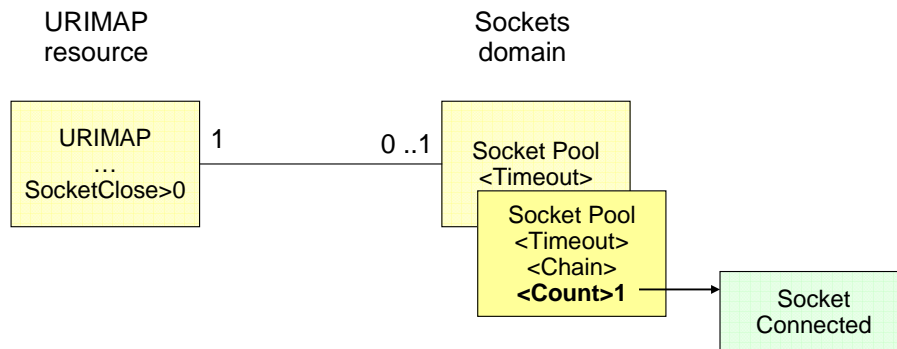 URIMAP
resource
Sockets
domain
URIMAP
…
SocketClose>0
1
0 ..1
Socket Pool
<Timeout>
Socket Pool
<Timeout>
<Chain>
<Count>1
Socket
Connected